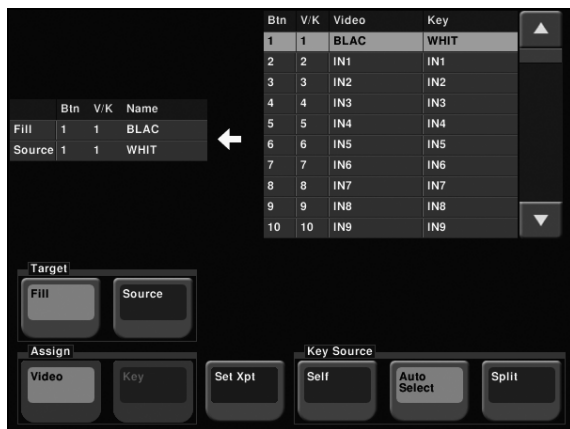 Btn V/K Video Key
1 1 BLAC WHIT
2 2 IN1 IN1
3 3 IN2 IN2
4 4 IN3 IN3
5 5 IN4 IN4
6 6 IN5 IN5
7 7 IN6 IN6
8 8 IN7 IN7
9 9 IN8 IN8
10 10 IN9 IN9
Btn V/K Name
Fill 1 1 BLAC
Source 1 1 WHIT
Target
Fill Source
Assign
Video Key
Set Xpt
Key Source
Self
Auto
Select
Split